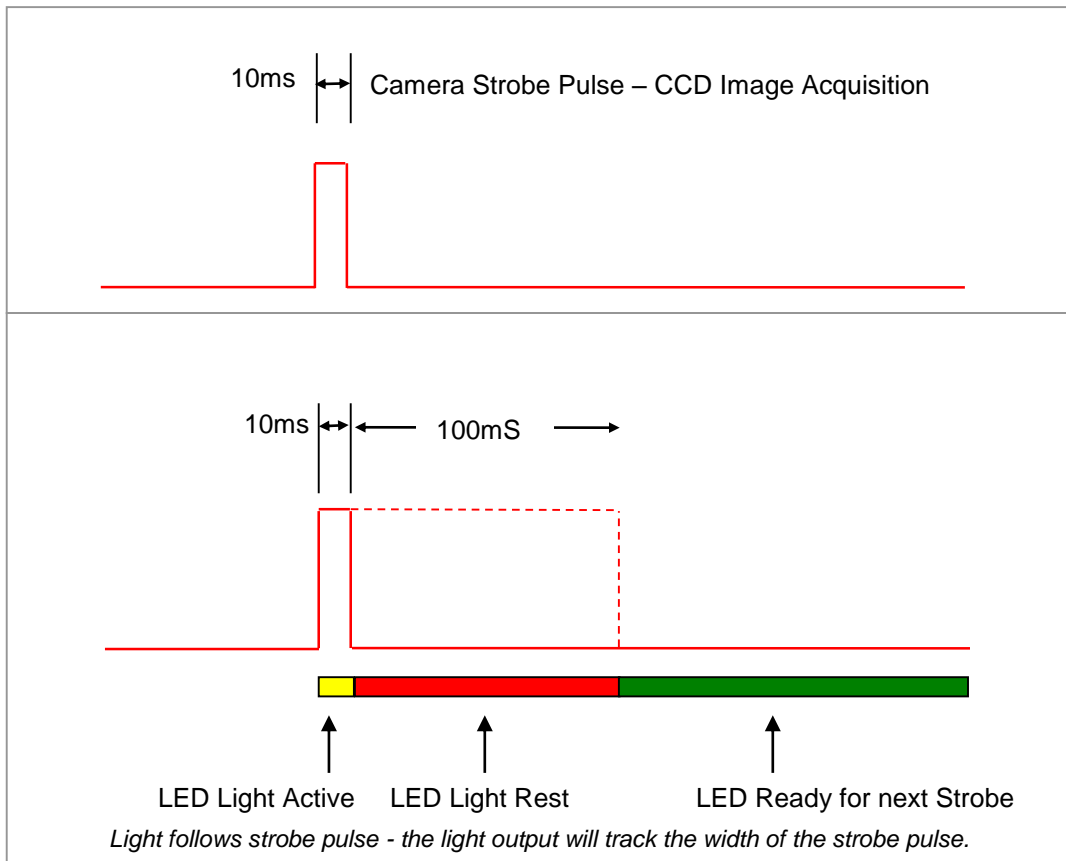 10ms
Camera Strobe Pulse – CCD Image Acquisition
10ms
100mS
LED Light Active
LED Light Rest
LED Ready for next Strobe
Light follows strobe pulse - the light output will track the width of the strobe pulse.